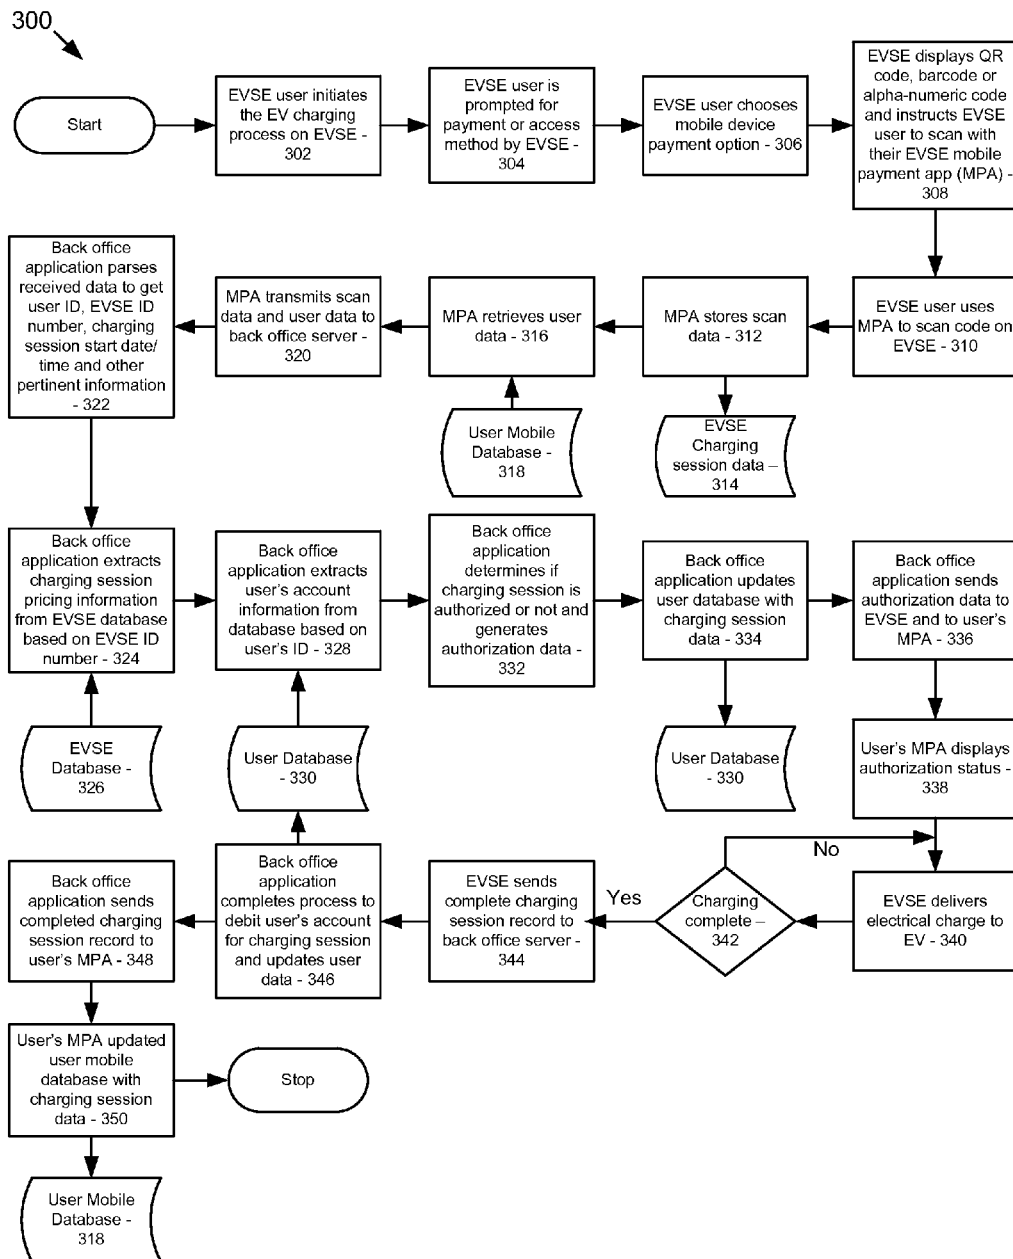 300
Start
EVSE user initiates
the EV charging
process on EVSE -
302
EVSE user is
prompted for
payment or access
method by EVSE -
304
EVSE user chooses
mobile device
payment option - 306
EVSE displays QR
code, barcode or
alpha-numeric code
and instructs EVSE
user to scan with
their EVSE mobile
payment app (MPA) -
308
Back office
application parses
received data to get
user ID, EVSE ID
number, charging
session start date/
time and other
pertinent information
- 322
MPA transmits scan
data and user data to
back office server -
320
MPA retrieves user
data - 316
MPA stores scan
data - 312
EVSE user uses
MPA to scan code on
EVSE - 310
User Mobile
Database -
318
EVSE
Charging
session data –
314
Back office
application extracts
charging session
pricing information
from EVSE database
based on EVSE ID
number - 324
Back office
application extracts
user's account
information from
database based on
user's ID - 328
Back office
application
determines if
charging session is
authorized or not and
generates
authorization data -
332
Back office
application updates
user database with
charging session
data - 334
Back office
application sends
authorization data to
EVSE and to user's
MPA - 336
EVSE
Database -
326
User Database -
330
User Database -
330
User's MPA displays
authorization status -
338
No
Back office
application sends
completed charging
session record to
user's MPA - 348
Back office
application
completes process to
debit user's account
for charging session
and updates user
data - 346
EVSE sends
complete charging
session record to
back office server -
344
Yes
Charging
complete –
342
EVSE delivers
electrical charge to
EV - 340
User's MPA updated
user mobile
database with
charging session
data - 350
Stop
User Mobile
Database -
318